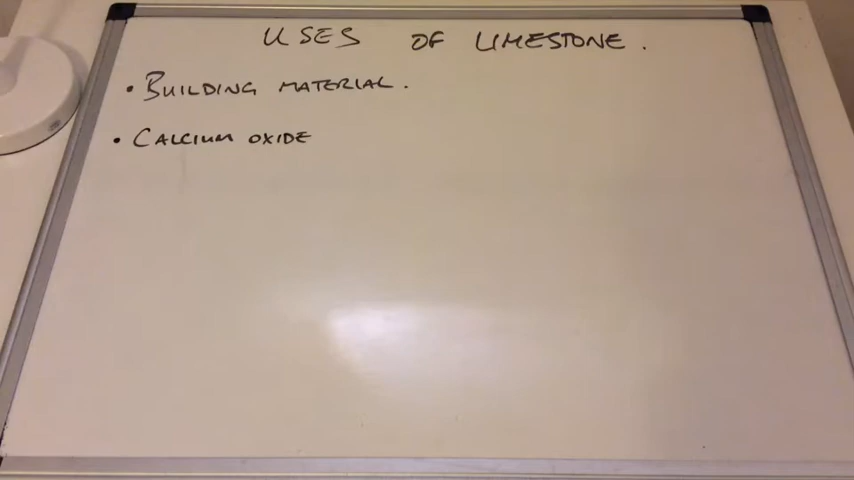 USES OF LIMESTONE.
• BUILDING MATERIAL.
• CALCIUM OXIDE